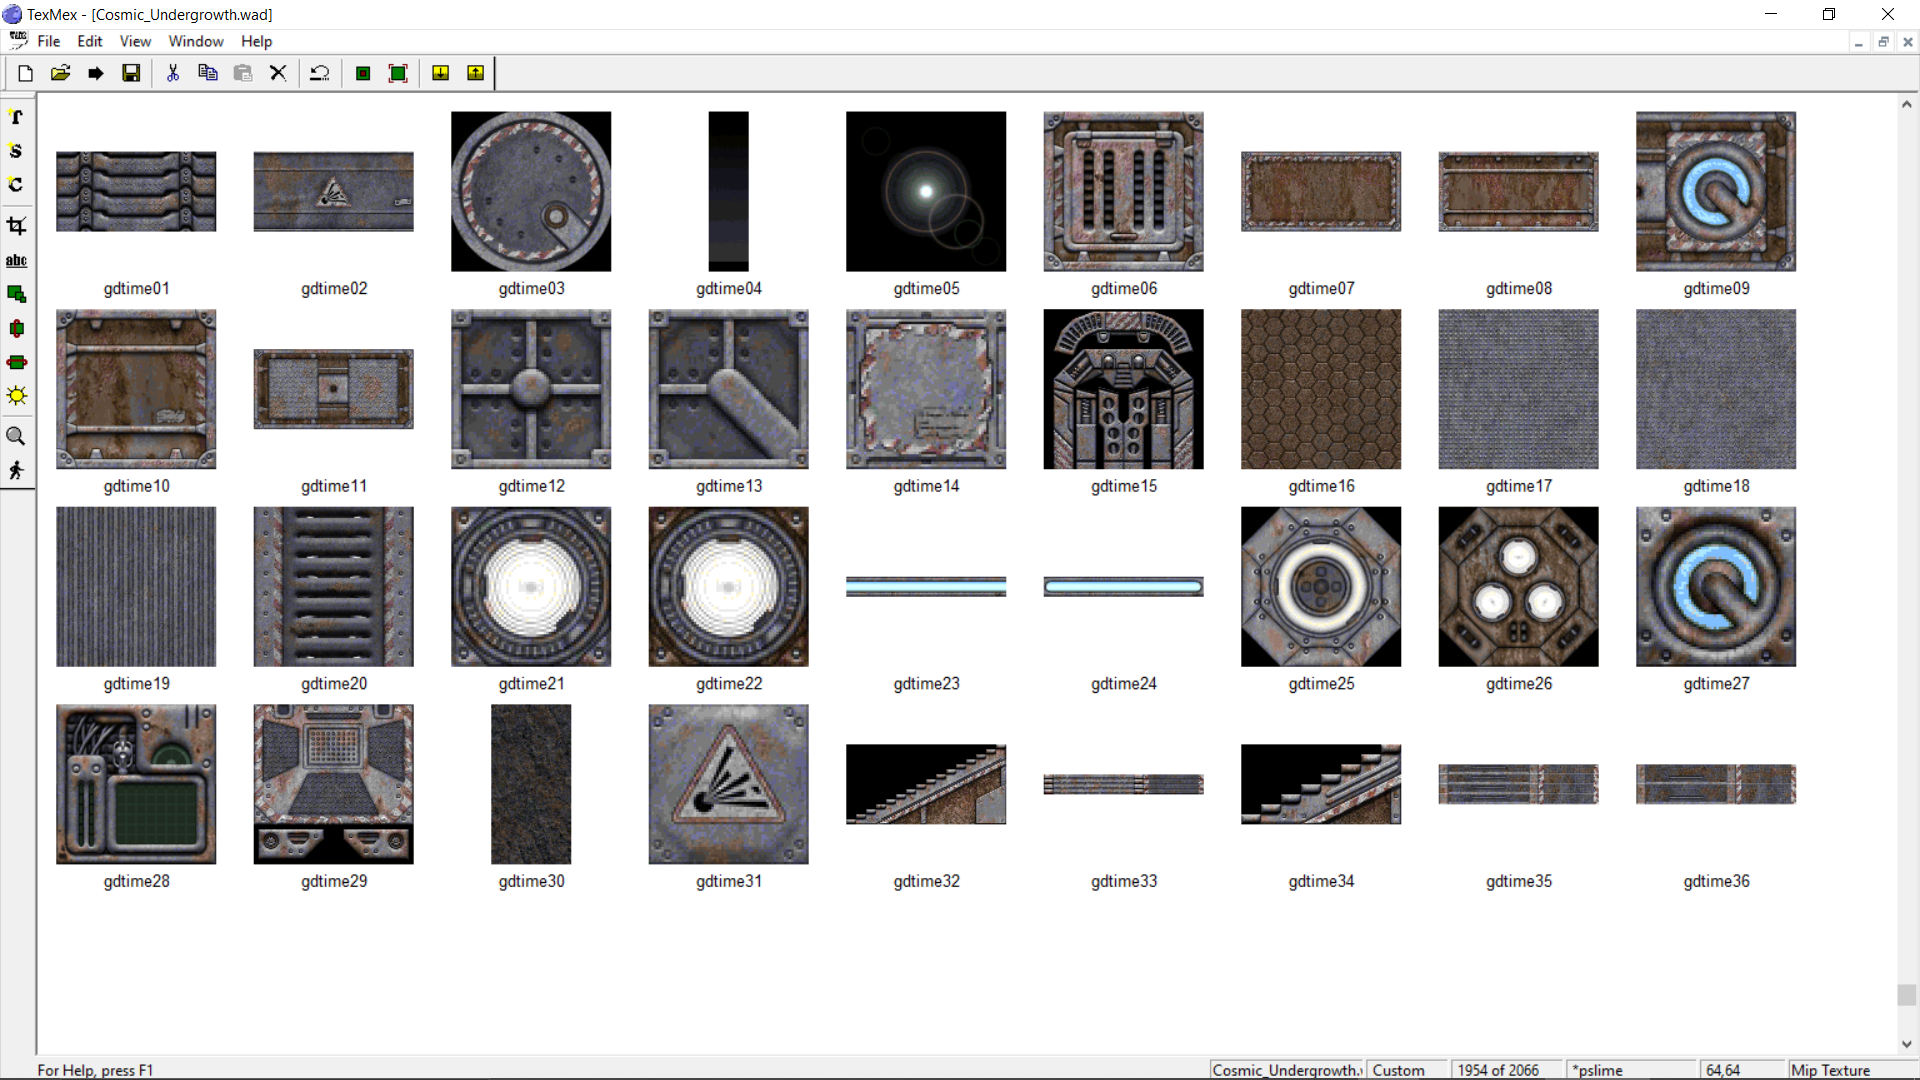 TexMex - [Cosmic_Undergrowth.wad]
File Edit View Window Help
abc
gdtime01 gdtime02 gdtime03 gdtime04 gdtime05 gdtime06 gdtime07 gdtime08 gdtime09
gdtime10 gdtime11 gdtime12 gdtime13 gdtime14 gdtime15 gdtime16 gdtime17 gdtime18
gdtime19 gdtime20 gdtime21 gdtime22 gdtime23 gdtime24 gdtime25 gdtime26 gdtime27
gdtime28 gdtime29 gdtime30 gdtime31 gdtime32 gdtime33 gdtime34 gdtime35 gdtime36
For Help, press F1 Cosmic_Undergrowth. Custom 1954 of 2066 *pslime 64,64 Mip Texture